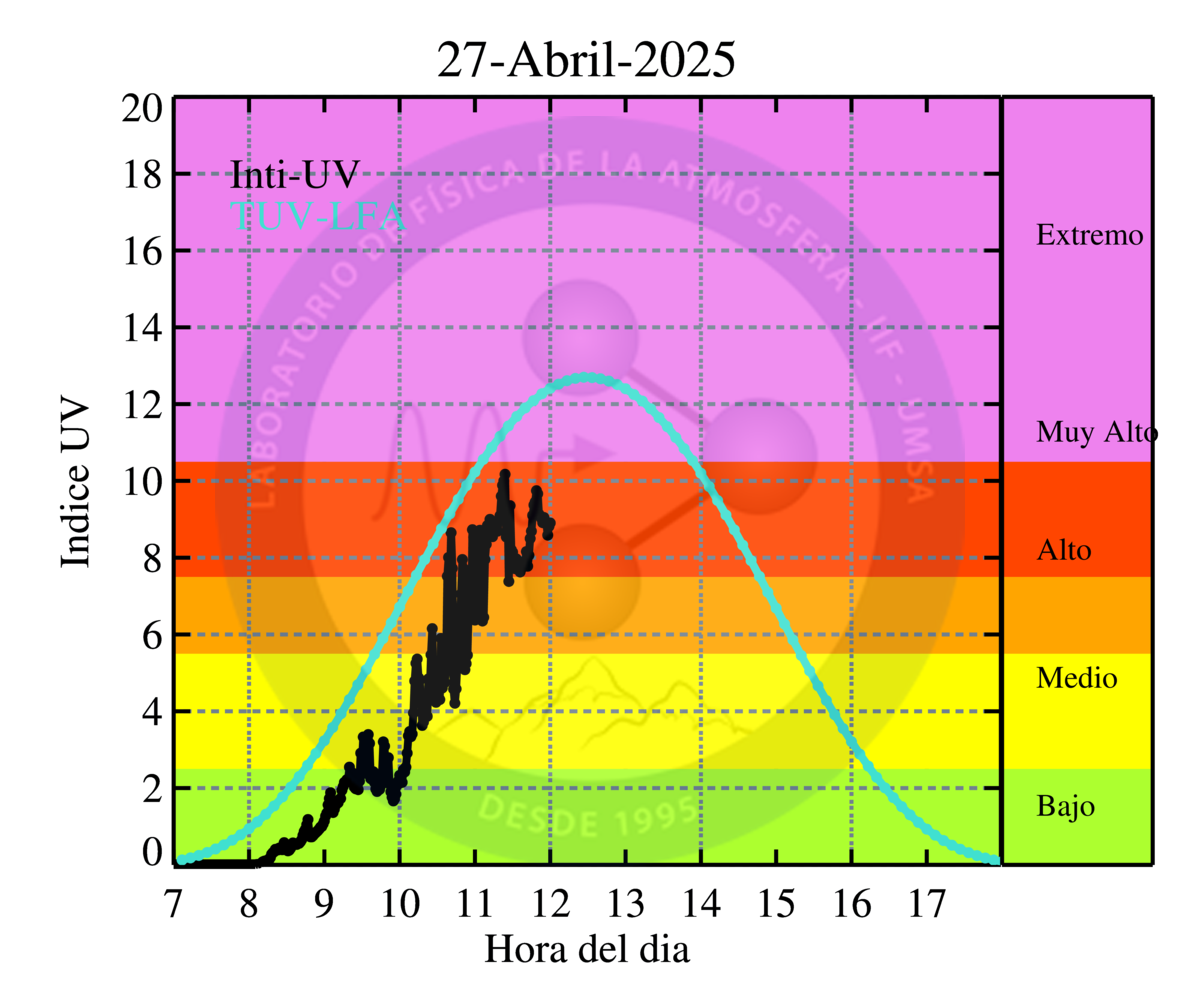 27-Abril-2025
20
18
16
14
12
10
8
6
4
2
0
Indice UV
Inti-UV
TUV-LFA
LABORATORIO DE FÍSICA DE LA ATMÓSFERA - IIF - UMSA
DESDE 1995
Extremo
Muy Alto
Alto
Medio
Bajo
7 8 9 10 11 12 13 14 15 16 17
Hora del dia